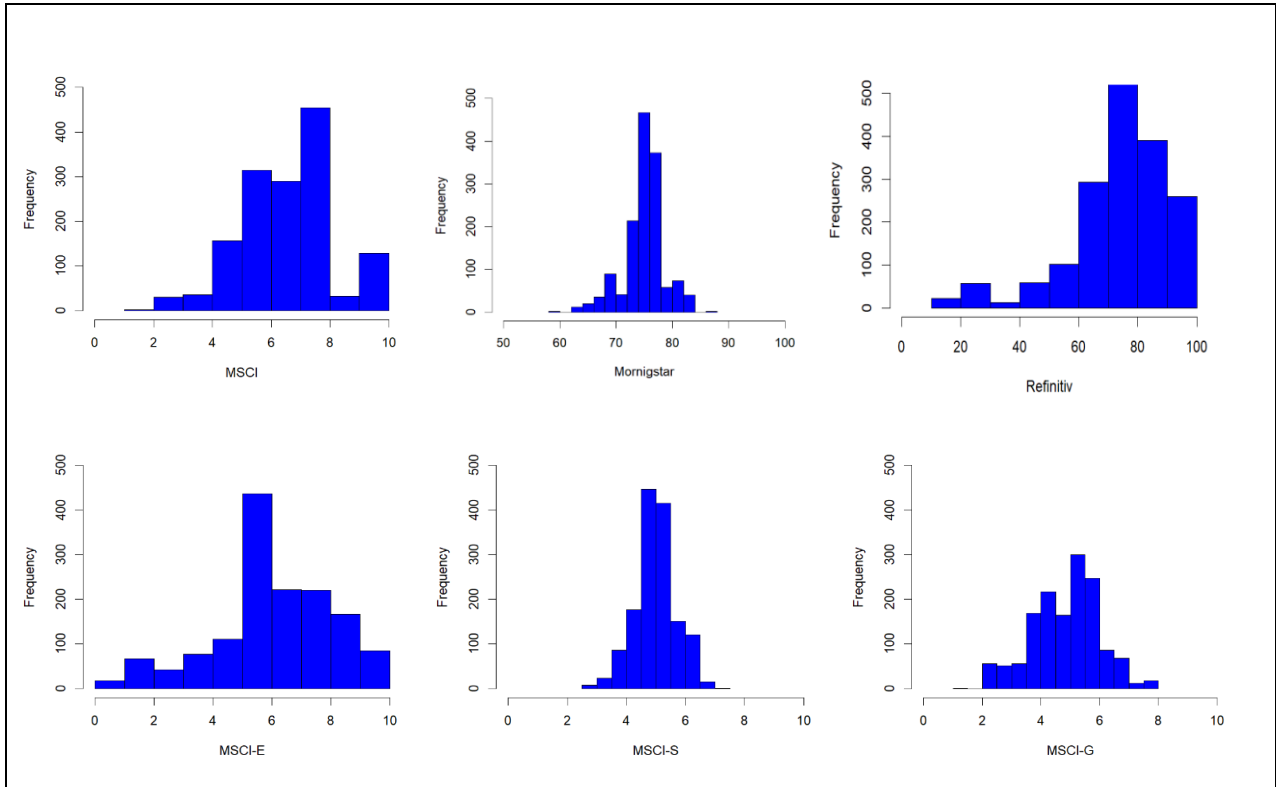 Frequency
0 100 200 300 400 500
0 2 4 6 8 10
MSCI
Frequency
0 100 200 300 400 500
50 60 70 80 90 100
Mornigstar
Frequency
0 100 200 300 400 500
0 20 40 60 80 100
Refinitiv
Frequency
0 100 200 300 400 500
0 2 4 6 8 10
MSCI-E
Frequency
0 100 200 300 400 500
0 2 4 6 8 10
MSCI-S
Frequency
0 100 200 300 400 500
0 2 4 6 8 10
MSCI-G